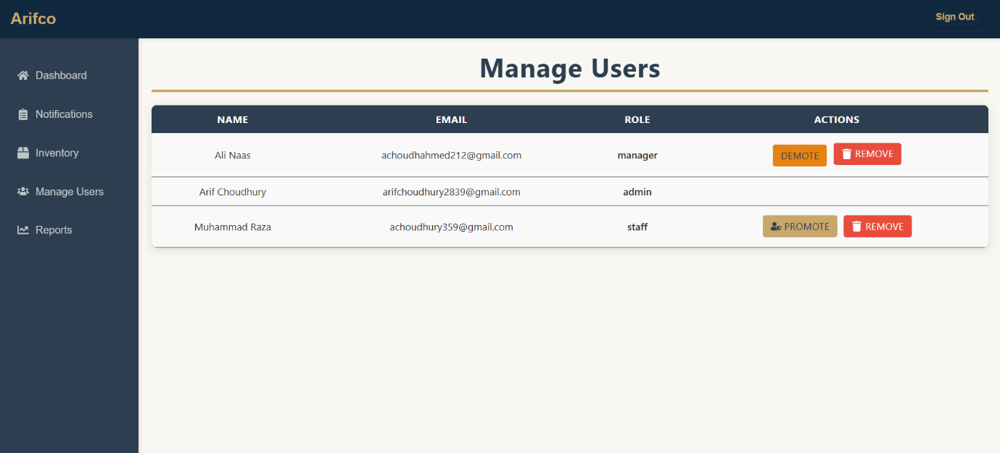 Arifco
Sign Out
Dashboard
Notifications
Inventory
Manage Users
Reports
Manage Users
NAME EMAIL ROLE ACTIONS
Ali Naas achoudhahmed212@gmail.com manager DEMOTE REMOVE
Arif Choudhury arifchoudhury2839@gmail.com admin
Muhammad Raza achoudhury359@gmail.com staff PROMOTE REMOVE